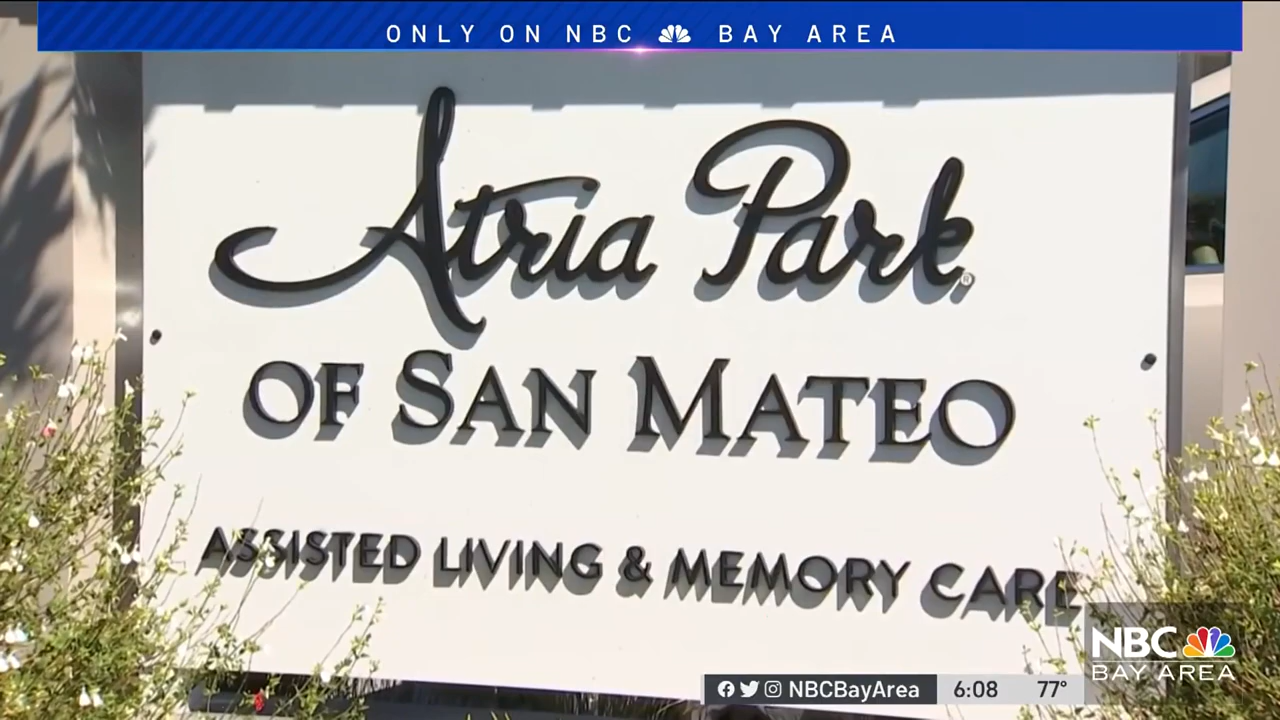 ONLY ON NBC BAY AREA
Atria Park®
OF SAN MATEO
ASSISTED LIVING & MEMORY CARE
NBC
BAY AREA
NBCBayArea 6:08 77°